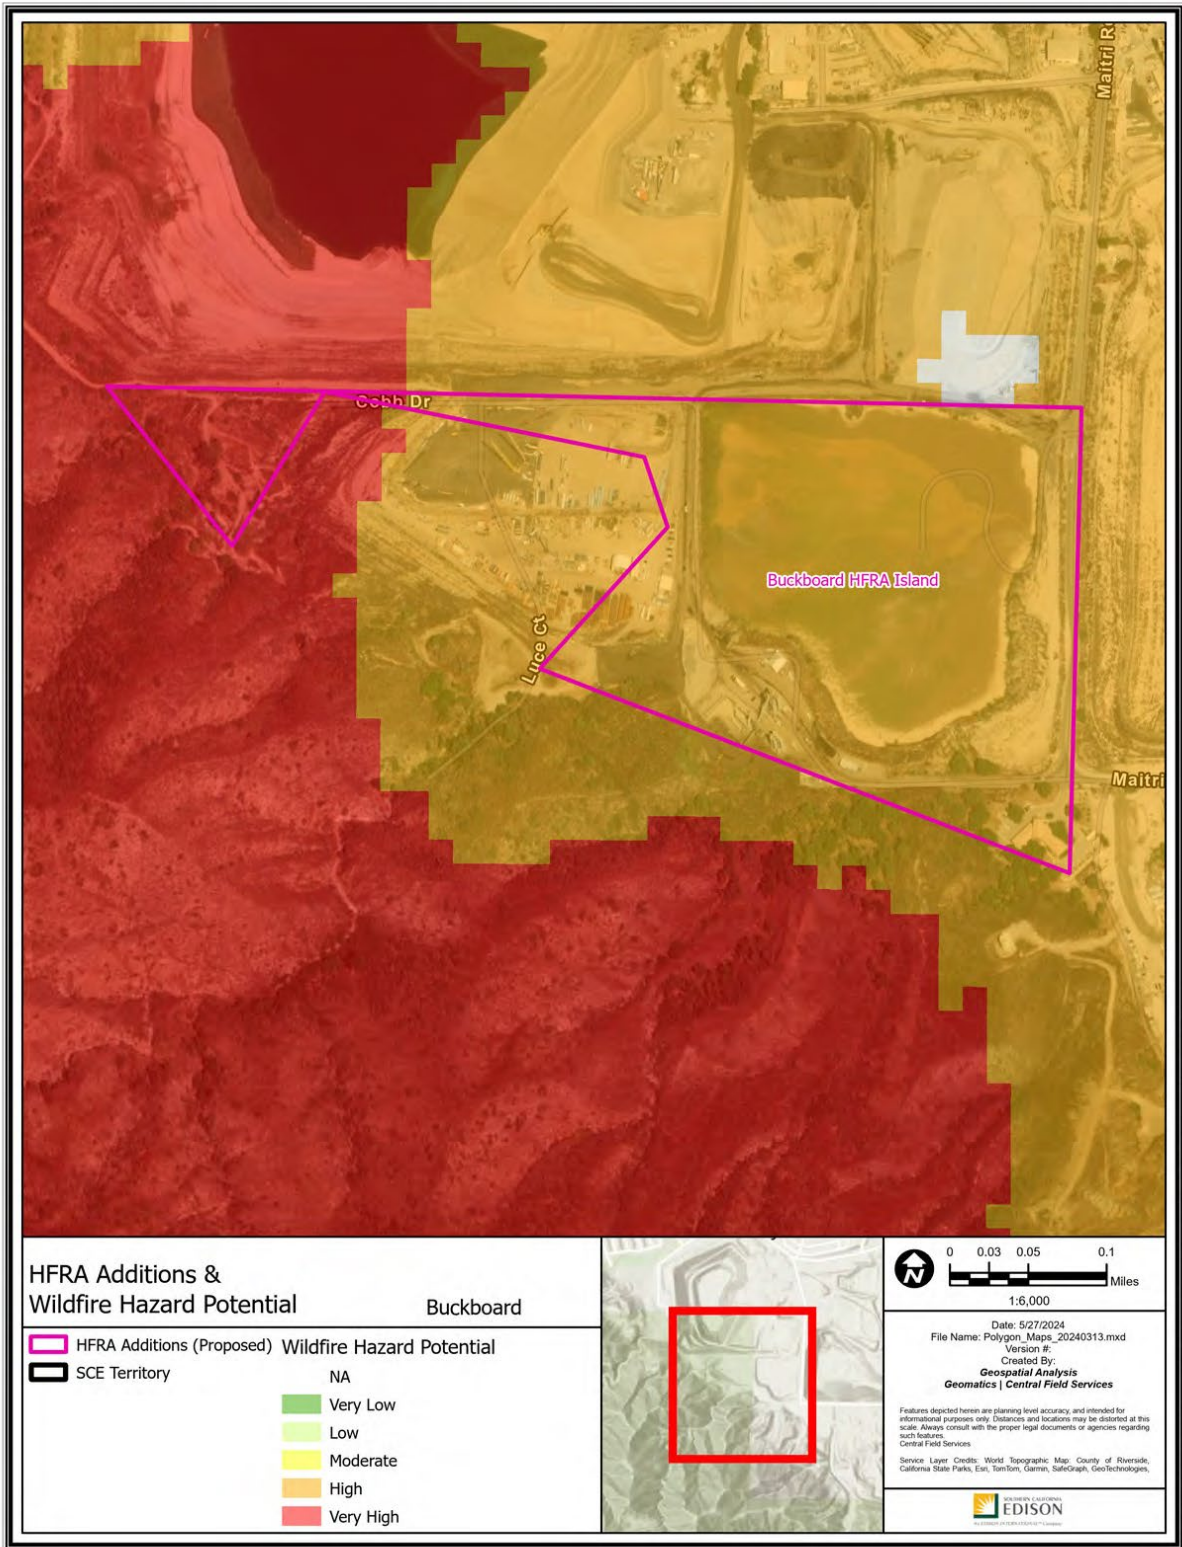 Maitri R
Cobb Dr
Buckboard HFRA Island
Luce Ct
Maitri
HFRA Additions &
Wildfire Hazard Potential
Buckboard
HFRA Additions (Proposed)
SCE Territory
Wildfire Hazard Potential
NA
Very Low
Low
Moderate
High
Very High
N
0 0.03 0.05 0.1
Miles
1:6,000
Date: 5/27/2024
File Name: Polygon_Maps_20240313.mxd
Version #:
Created By:
Geospatial Analysis
Geomatics | Central Field Services
Features depicted herein are planning level accuracy, and intended for
informational purposes only. Distances and locations may be distorted at this
scale. Always consult with the proper legal documents or agencies regarding
such features.
Central Field Services
Service Layer Credits: World Topographic Map: County of Riverside,
California State Parks, Esri, TomTom, Garmin, SafeGraph, GeoTechnologies,
SOUTHERN CALIFORNIA
EDISON
An EDISON INTERNATIONAL™ Company